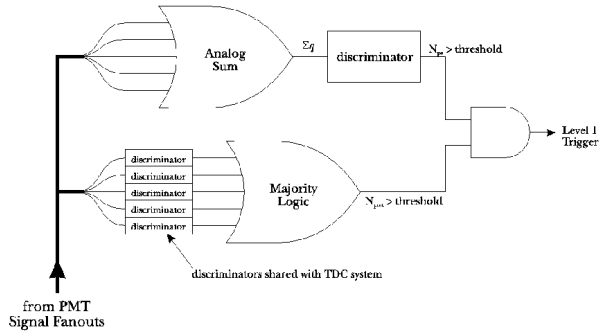 Analog
Sum
Σq
discriminator
Npe > threshold
Level 1
Trigger
discriminator
discriminator
discriminator
discriminator
discriminator
Majority
Logic
Npmt > threshold
discriminators shared with TDC system
from PMT
Signal Fanouts